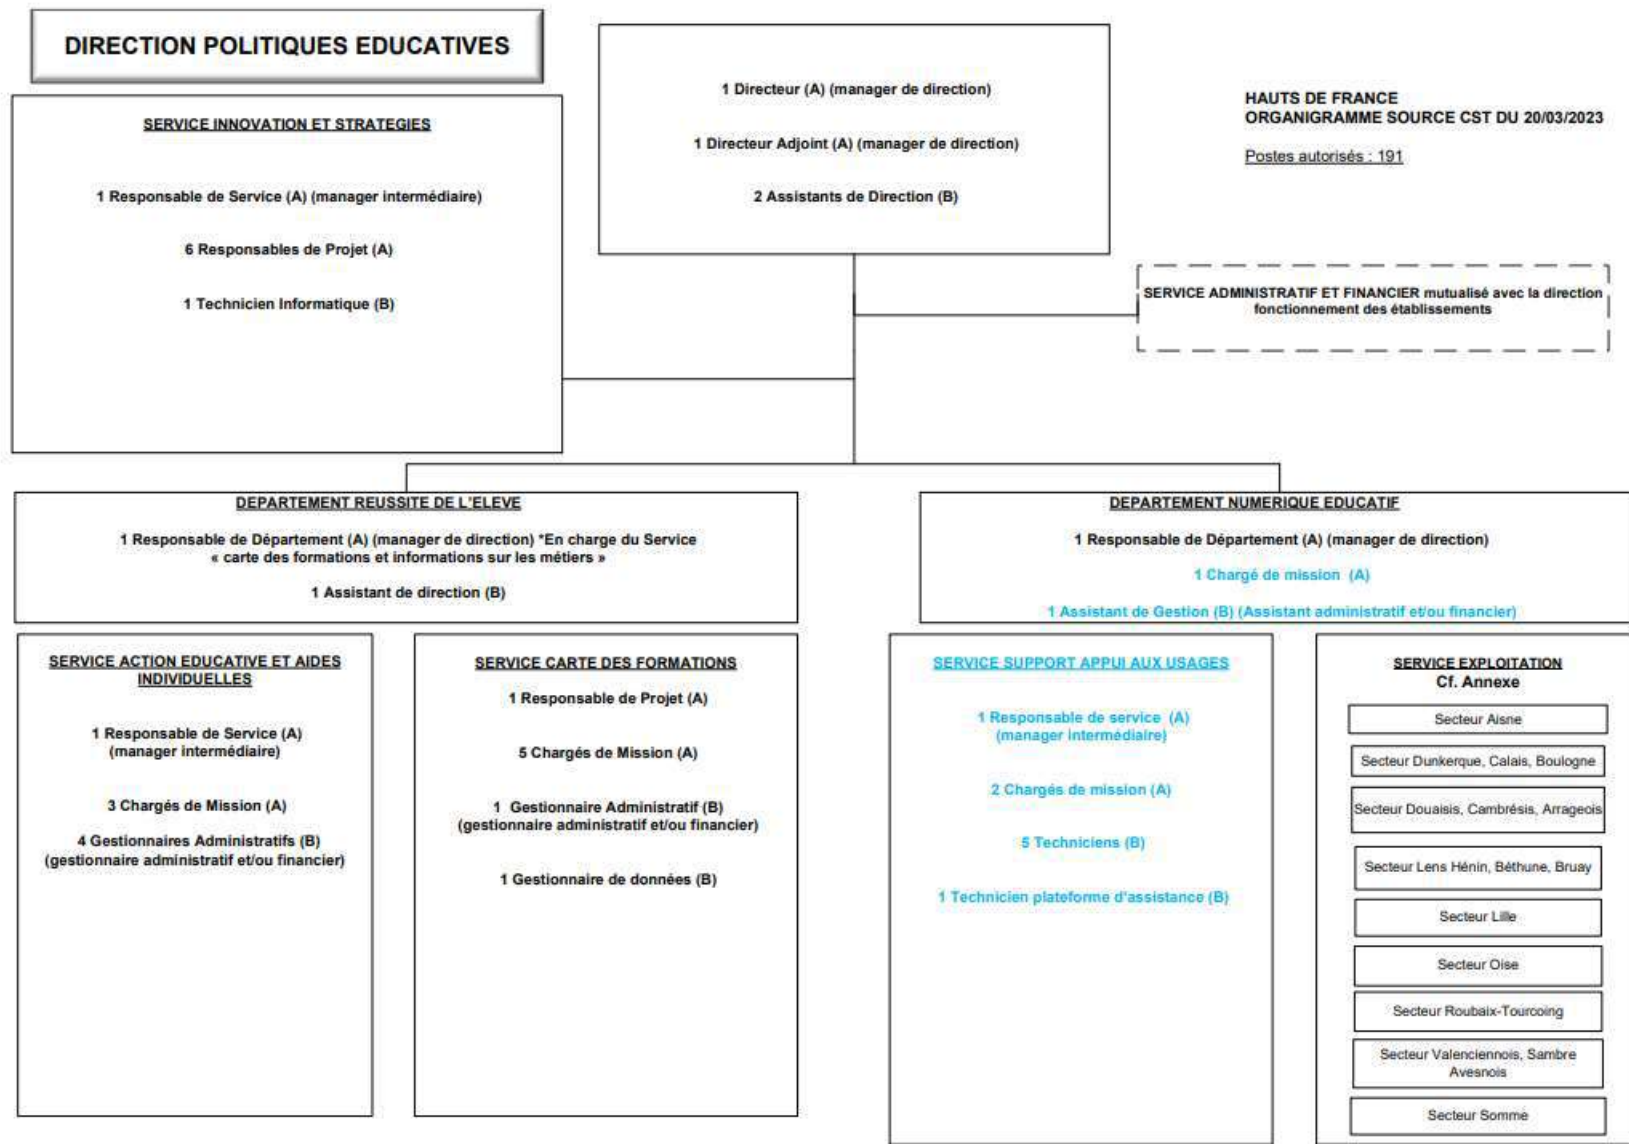 DIRECTION POLITIQUES EDUCATIVES
SERVICE INNOVATION ET STRATEGIES
1 Responsable de Service (A) (manager intermédiaire)
6 Responsables de Projet (A)
1 Technicien Informatique (B)
1 Directeur (A) (manager de direction)
1 Directeur Adjoint (A) (manager de direction)
2 Assistants de Direction (B)
HAUTS DE FRANCE
ORGANIGRAMME SOURCE CST DU 20/03/2023
Postes autorisés : 191
SERVICE ADMINISTRATIF ET FINANCIER mutualisé avec la direction
fonctionnement des établissements
DEPARTEMENT REUSSITE DE L'ELEVE
1 Responsable de Département (A) (manager de direction) *En charge du Service
« carte des formations et informations sur les métiers »
1 Assistant de direction (B)
DEPARTEMENT NUMERIQUE EDUCATIF
1 Responsable de Département (A) (manager de direction)
1 Chargé de mission (A)
1 Assistant de Gestion (B) (Assistant administratif et/ou financier)
SERVICE ACTION EDUCATIVE ET AIDES
INDIVIDUELLES
1 Responsable de Service (A)
(manager intermédiaire)
3 Chargés de Mission (A)
4 Gestionnaires Administratifs (B)
(gestionnaire administratif et/ou financier)
SERVICE CARTE DES FORMATIONS
1 Responsable de Projet (A)
5 Chargés de Mission (A)
1 Gestionnaire Administratif (B)
(gestionnaire administratif et/ou financier)
1 Gestionnaire de données (B)
SERVICE SUPPORT APPUI AUX USAGES
1 Responsable de service (A)
(manager intermédiaire)
2 Chargés de mission (A)
5 Techniciens (B)
1 Technicien plateforme d'assistance (B)
SERVICE EXPLOITATION
Cf. Annexe
Secteur Aisne
Secteur Dunkerque, Calais, Boulogne
Secteur Douaisis, Cambrésis, Arrageois
Secteur Lens Hénin, Béthune, Bruay
Secteur Lille
Secteur Oise
Secteur Roubaix-Tourcoing
Secteur Valenciennois, Sambre
Avesnois
Secteur Somme